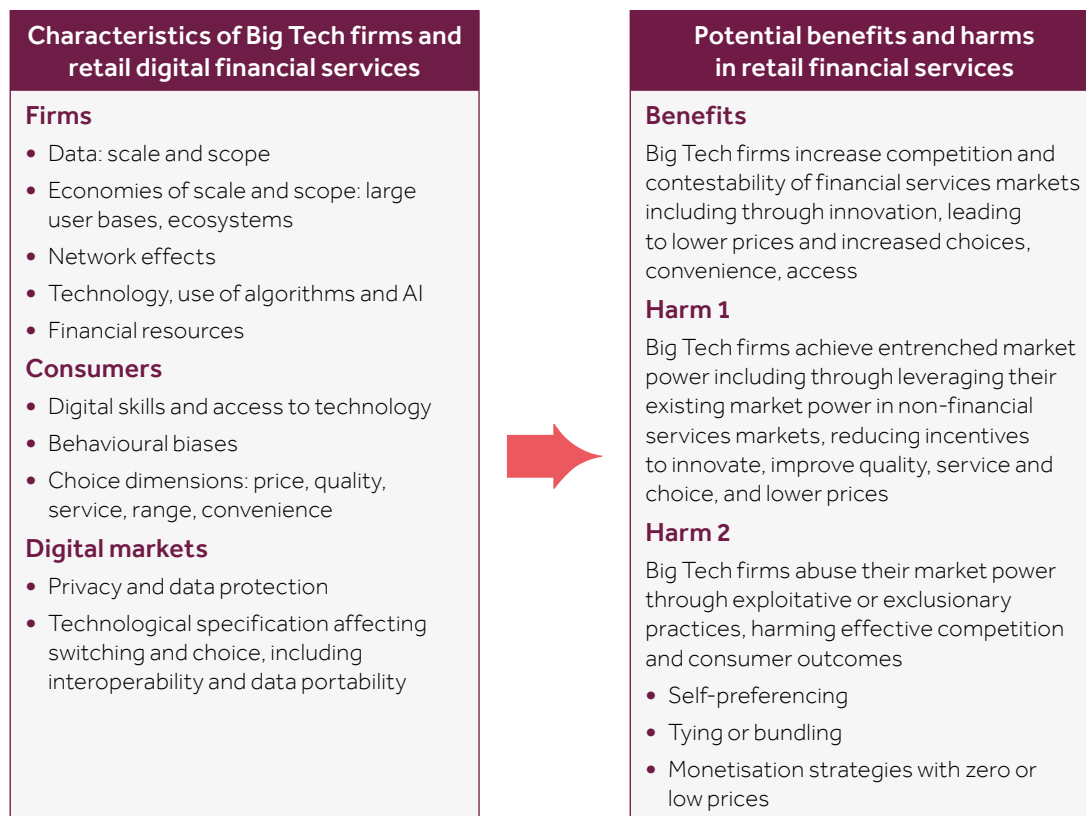 Characteristics of Big Tech firms and
retail digital financial services
Firms
• Data: scale and scope
• Economies of scale and scope: large
user bases, ecosystems
• Network effects
• Technology, use of algorithms and AI
• Financial resources
Consumers
• Digital skills and access to technology
• Behavioural biases
• Choice dimensions: price, quality,
service, range, convenience
Digital markets
• Privacy and data protection
• Technological specification affecting
switching and choice, including
interoperability and data portability
Potential benefits and harms
in retail financial services
Benefits
Big Tech firms increase competition and
contestability of financial services markets
including through innovation, leading
to lower prices and increased choices,
convenience, access
Harm 1
Big Tech firms achieve entrenched market
power including through leveraging their
existing market power in non-financial
services markets, reducing incentives
to innovate, improve quality, service and
choice, and lower prices
Harm 2
Big Tech firms abuse their market power
through exploitative or exclusionary
practices, harming effective competition
and consumer outcomes
• Self-preferencing
• Tying or bundling
• Monetisation strategies with zero or
low prices